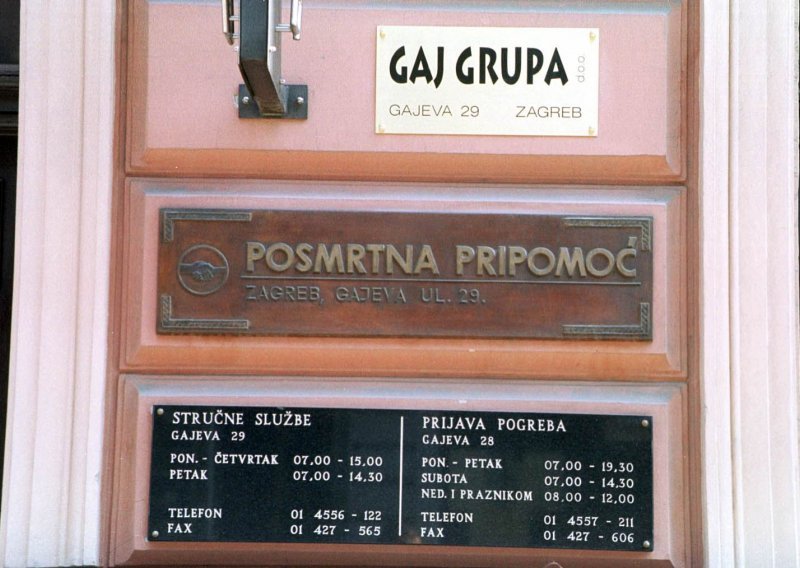 GAJ GRUPA d.o.o.
GAJEVA 29 ZAGREB
POSMRTNA PRIPOMOĆ
ZAGREB, GAJEVA UL. 29.
STRUČNE SLUŽBE
GAJEVA 29
PON. - ČETVRTAK 07,00 - 15,00
PETAK 07,00 - 14,30
TELEFON 01 4556 - 122
FAX 01 427 - 565
PRIJAVA POGREBA
GAJEVA 28
PON. - PETAK 07,00 - 19,30
SUBOTA 07,00 - 14,30
NED. I PRAZNIKOM 08,00 - 12,00
TELEFON 01 4557 - 211
FAX 01 427 - 606